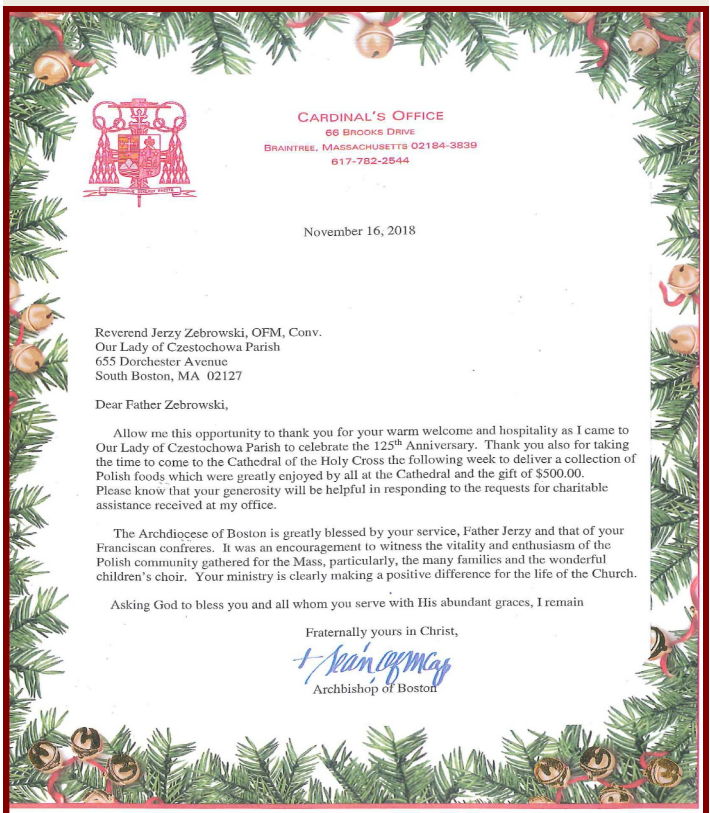 CARDINAL'S OFFICE
66 BROOKS DRIVE
BRAINTREE, MASSACHUSETTS 02184-3839
617-782-2544
November 16, 2018
Reverend Jerzy Zebrowski, OFM, Conv.
Our Lady of Czestochowa Parish
655 Dorchester Avenue
South Boston, MA 02127
Dear Father Zebrowski,
Allow me this opportunity to thank you for your warm welcome and hospitality as I came to
Our Lady of Czestochowa Parish to celebrate the 125th Anniversary. Thank you also for taking
the time to come to the Cathedral of the Holy Cross the following week to deliver a collection of
Polish foods which were greatly enjoyed by all at the Cathedral and the gift of $500.00.
Please know that your generosity will be helpful in responding to the requests for charitable
assistance received at my office.
The Archdiocese of Boston is greatly blessed by your service, Father Jerzy and that of your
Franciscan confreres. It was an encouragement to witness the vitality and enthusiasm of the
Polish community gathered for the Mass, particularly, the many families and the wonderful
children's choir. Your ministry is clearly making a positive difference for the life of the Church.
Asking God to bless you and all whom you serve with His abundant graces, I remain
Fraternally yours in Christ,
+ Seán OFM Cap
Archbishop of Boston